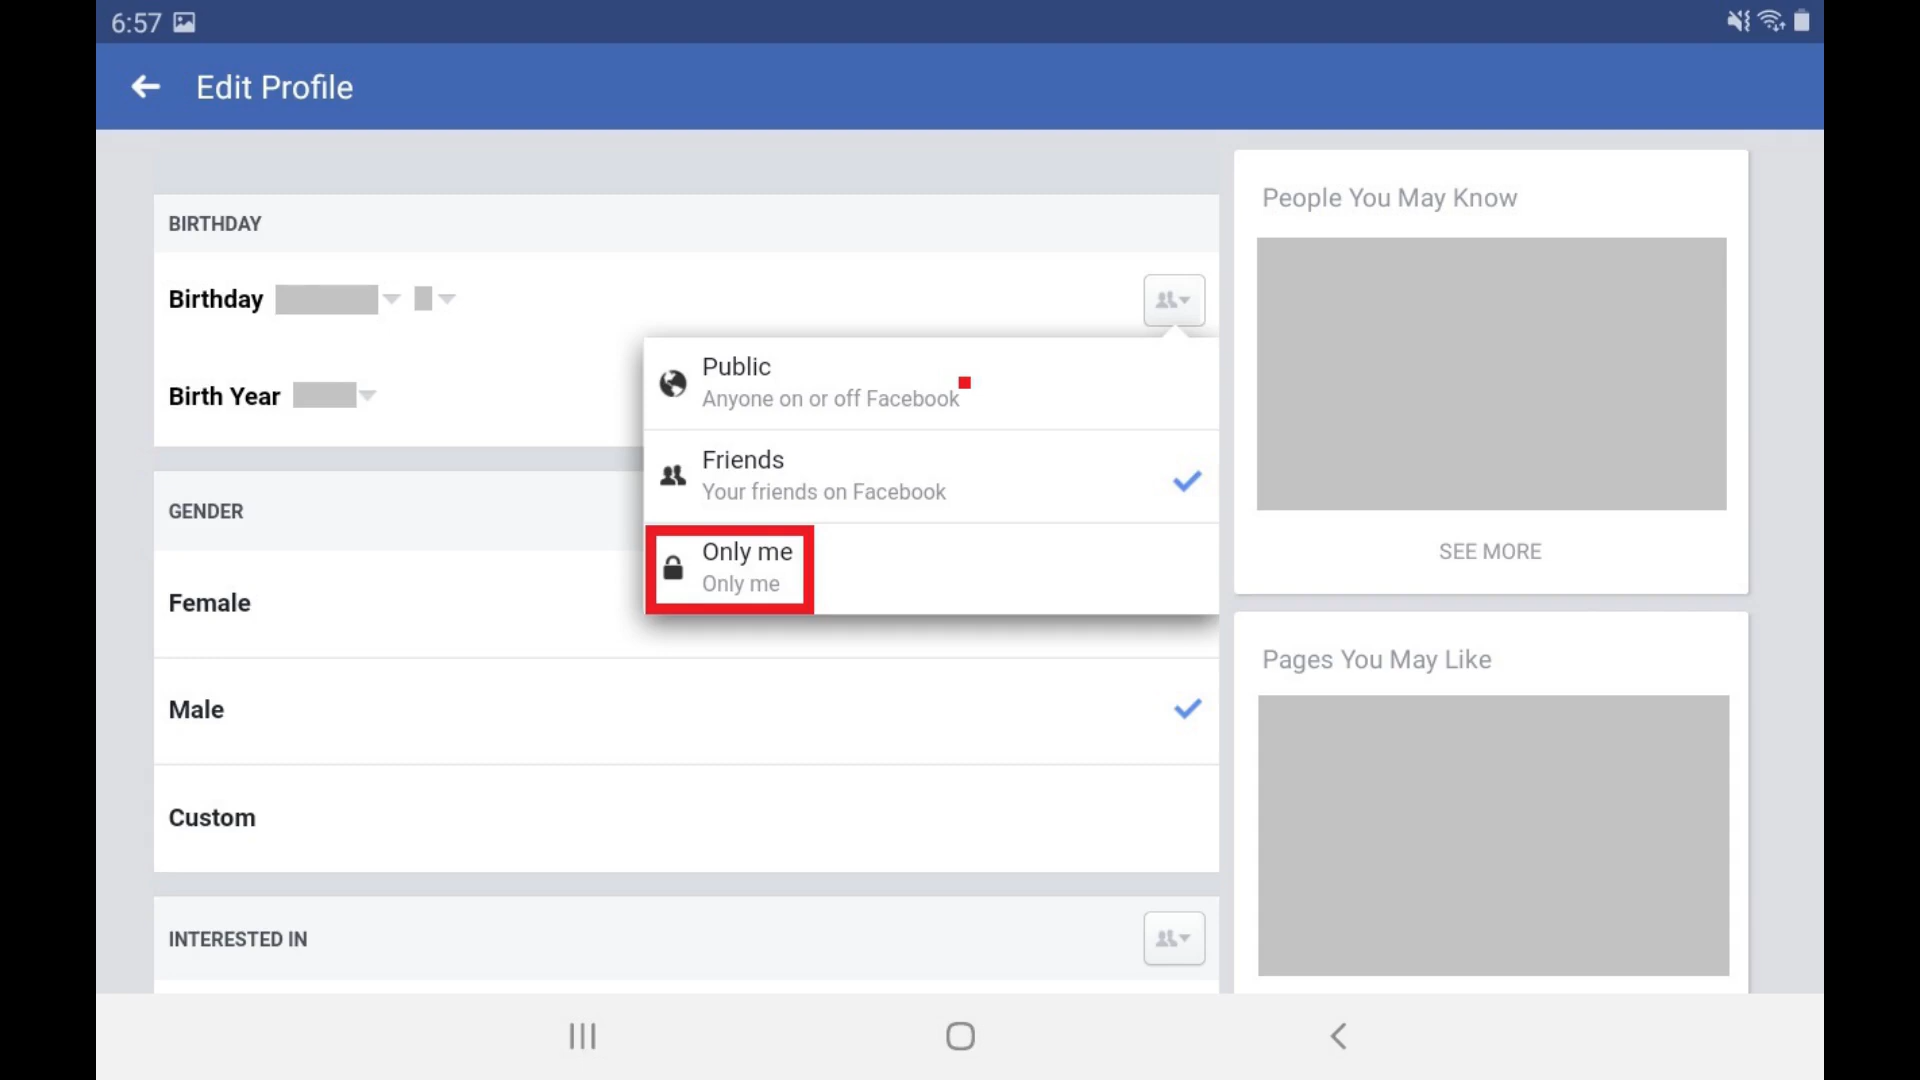 6:57
Edit Profile
BIRTHDAY
Birthday
Birth Year
Public
Anyone on or off Facebook
Friends
Your friends on Facebook
Only me
Only me
GENDER
Female
Male
Custom
INTERESTED IN
People You May Know
SEE MORE
Pages You May Like